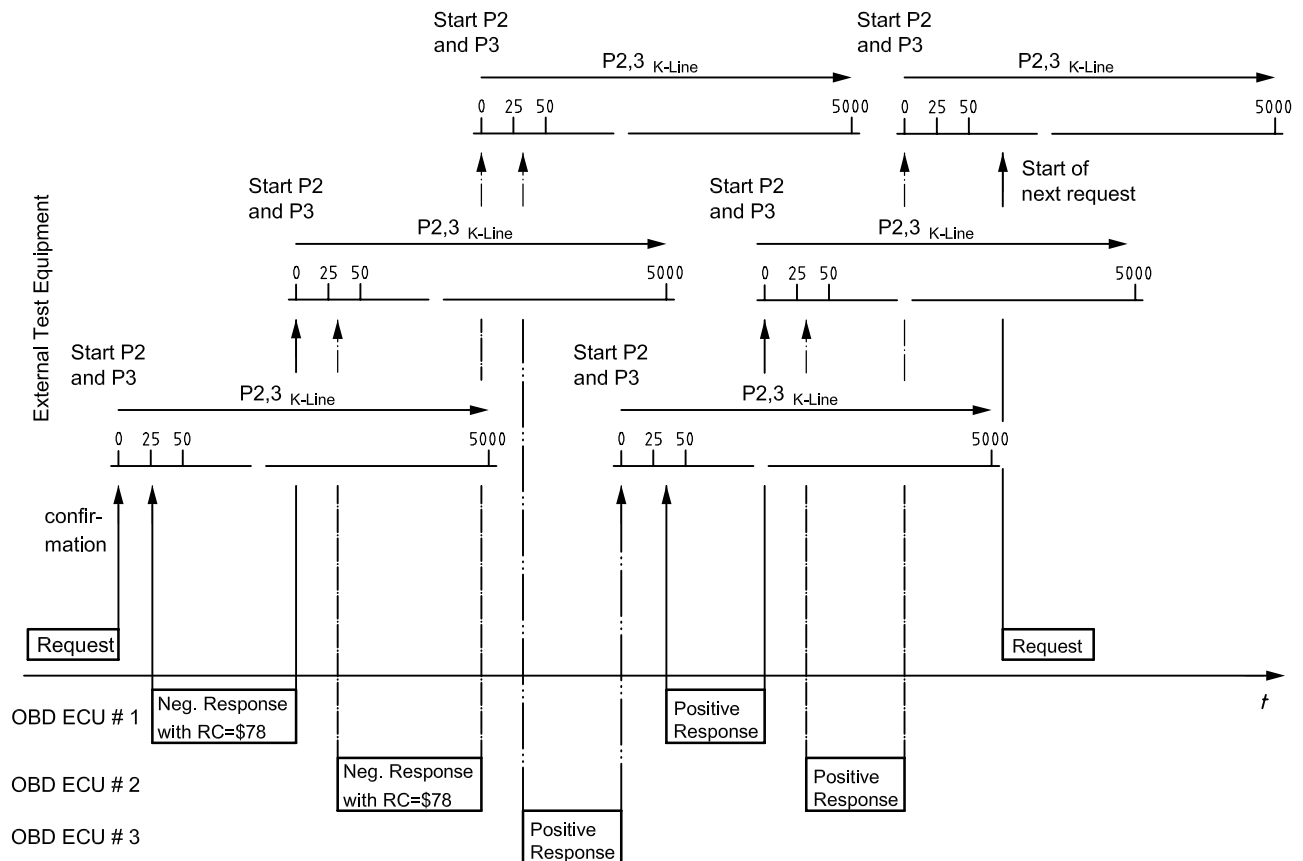 Start P2
and P3
P2,3 K-Line
0 25 50 5000
Start P2
and P3
P2,3 K-Line
0 25 50 5000
Start of
next request
Start P2
and P3
P2,3 K-Line
0 25 50 5000
Start P2
and P3
P2,3 K-Line
0 25 50 5000
External Test Equipment
Start P2
and P3
P2,3 K-Line
0 25 50 5000
Start P2
and P3
P2,3 K-Line
0 25 50 5000
confir-
mation
Request
Request
t
OBD ECU # 1
Neg. Response
with RC=$78
Positive
Response
OBD ECU # 2
Neg. Response
with RC=$78
Positive
Response
OBD ECU # 3
Positive
Response